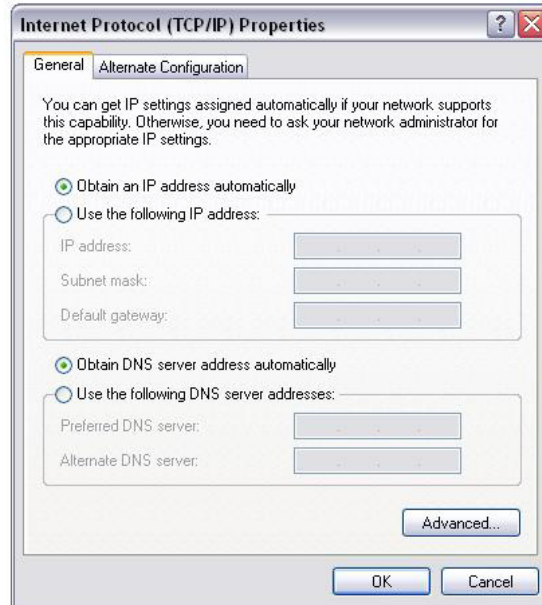 Internet Protocol (TCP/IP) Properties
General Alternate Configuration
You can get IP settings assigned automatically if your network supports
this capability. Otherwise, you need to ask your network administrator for
the appropriate IP settings.
Obtain an IP address automatically
Use the following IP address:
IP address:
Subnet mask:
Default gateway:
Obtain DNS server address automatically
Use the following DNS server addresses:
Preferred DNS server:
Alternate DNS server:
Advanced...
OK Cancel